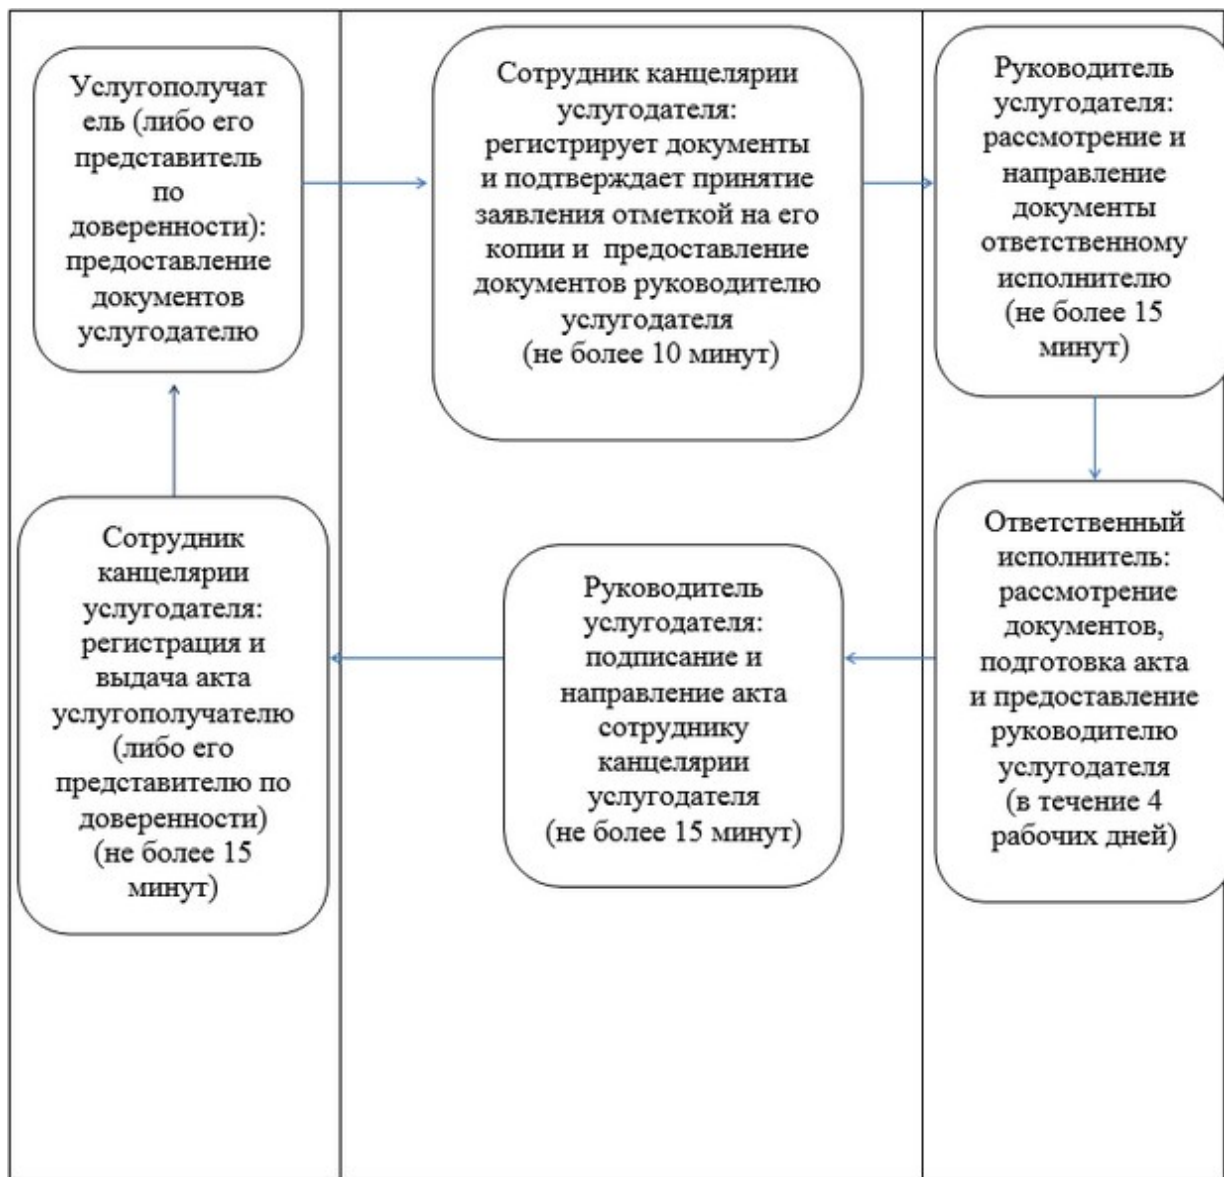 Услугополучат
ель (либо его
представитель
по
доверенности):
предоставление
документов
услугодателю
Сотрудник канцелярии
услугодателя:
регистрирует документы
и подтверждает принятие
заявления отметкой на его
копии и предоставление
документов руководителю
услугодателя
(не более 10 минут)
Руководитель
услугодателя:
рассмотрение и
направление
документы
ответственному
исполнителю
(не более 15
минут)
Ответственный
исполнитель:
рассмотрение
документов,
подготовка акта
и предоставление
руководителю
услугодателя
(в течение 4
рабочих дней)
Руководитель
услугодателя:
подписание и
направление акта
сотруднику
канцелярии
услугодателя
(не более 15 минут)
Сотрудник
канцелярии
услугодателя:
регистрация и
выдача акта
услугополучателю
(либо его
представителю по
доверенности)
(не более 15
минут)